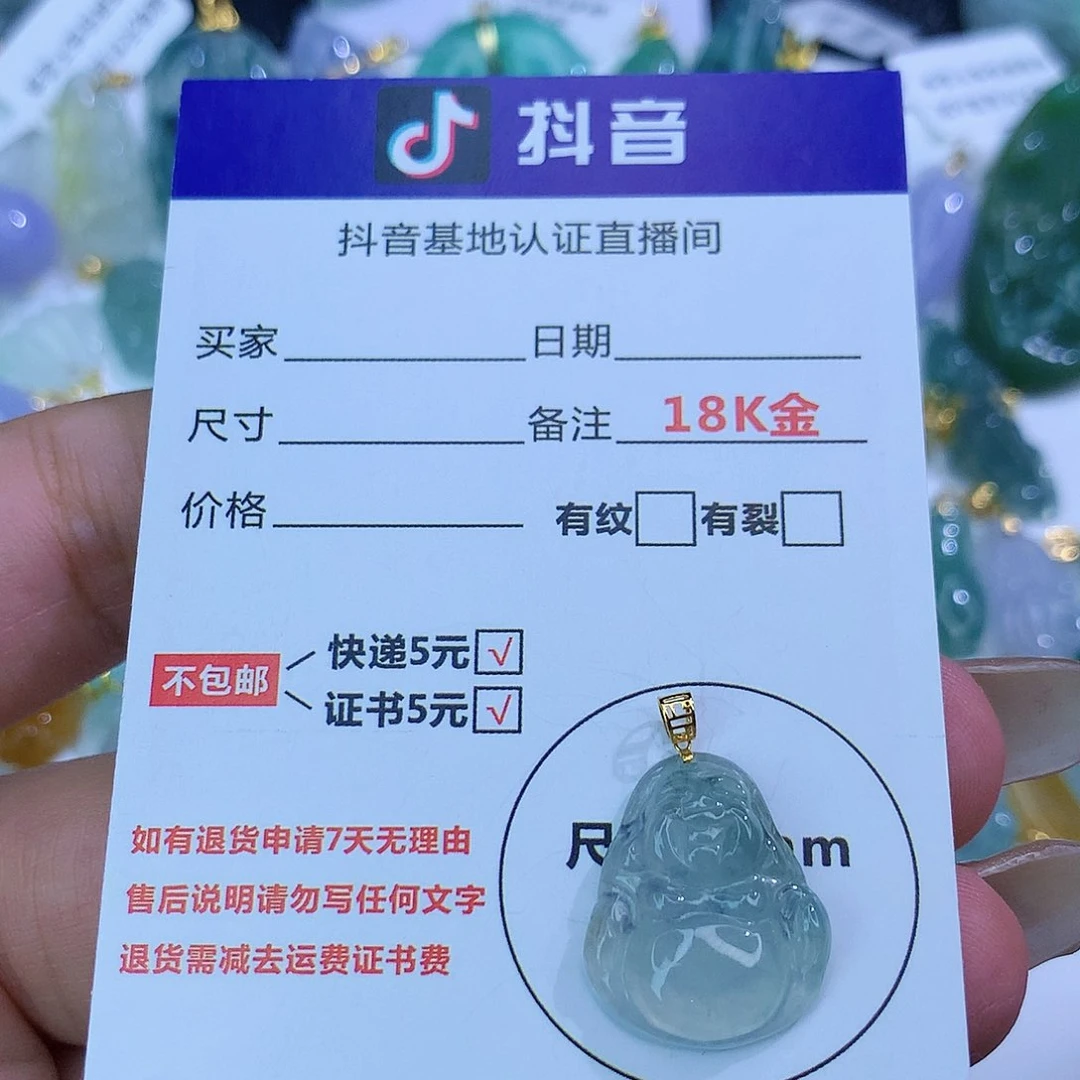 抖音
抖音基地认证直播间
买家 日期
尺寸 备注 18K金
价格 有纹 有裂
不包邮
快递5元 √
证书5元 √
如有退货申请7天无理由
售后说明请勿写任何文字
退货需减去运费证书费
尺 mm